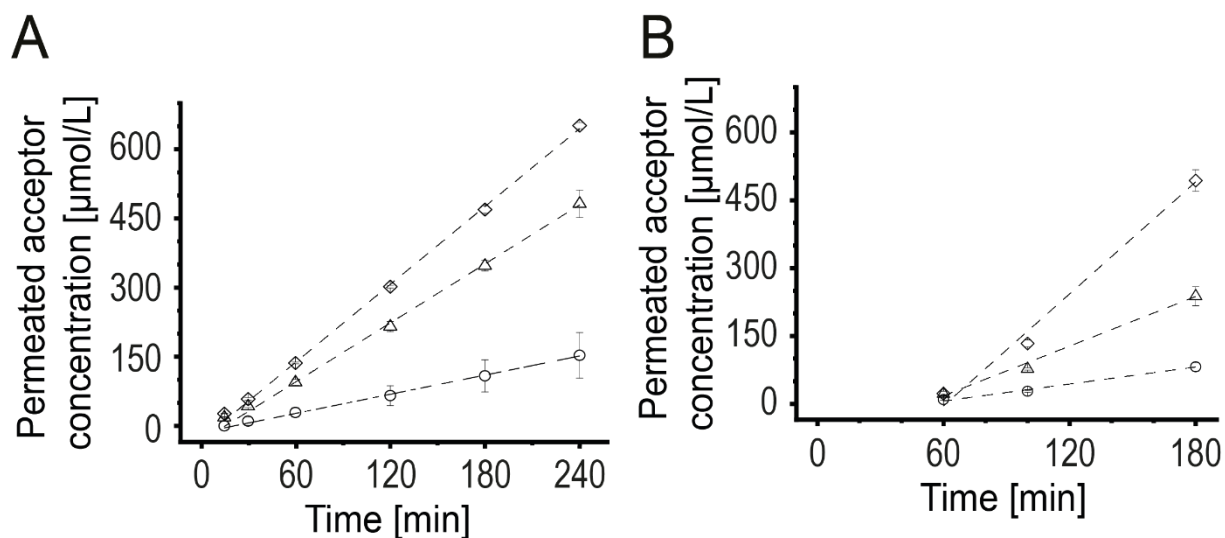 A
Permeated acceptor
concentration [µmol/L]
600
450
300
150
0
0 60 120 180 240
Time [min]
B
Permeated acceptor
concentration [µmol/L]
600
450
300
150
0
0 60 120 180
Time [min]